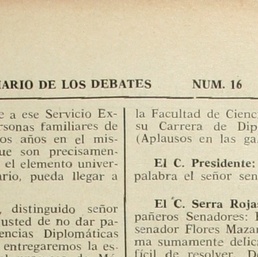 DIARIO DE LOS DEBATES NUM. 16
e a ese Servicio Ex-
rsonas familiares de
os años en el mis-
ue son precisamen-
el elemento univer-
ario, pueda llegar a
, distinguido señor
usted de no dar pa-
encias Diplomáticas
entregaremos la es-
la Facultad de Cienc
su Carrera de Dip
(Aplausos en las ga
El C. Presidente:
palabra el señor sen
El C. Serra Rojas
pañeros Senadores: E
senador Flores Mazar
ma sumamente delic
fícil de resolver. De